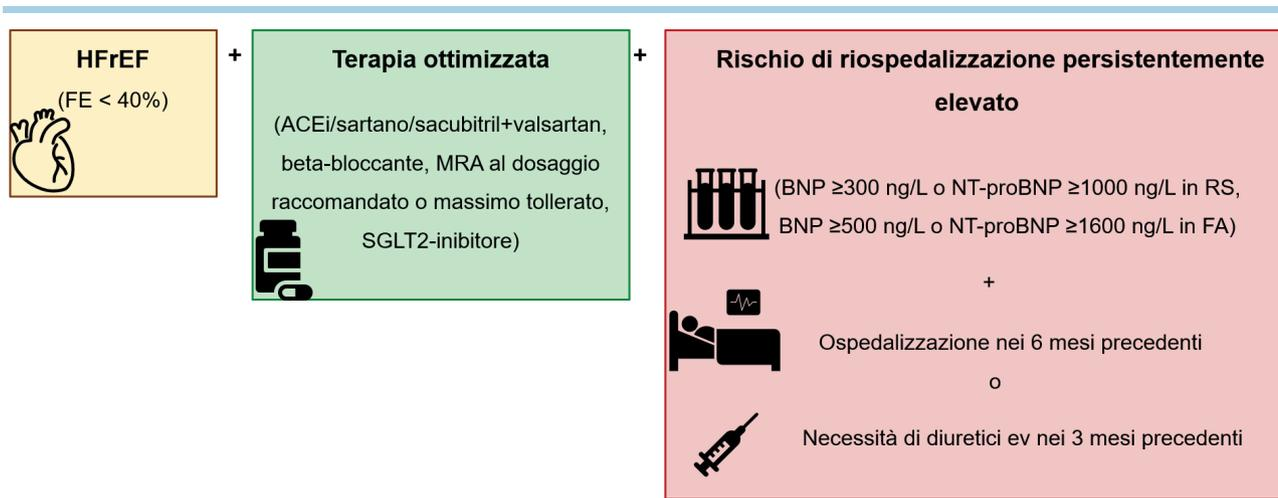 HFrEF
(FE < 40%)
+
Terapia ottimizzata
(ACEi/sartano/sacubitril+valsartan,
beta-bloccante, MRA al dosaggio
raccomandato o massimo tollerato,
SGLT2-inibitore)
+
Rischio di riospedalizzazione persistentemente
elevato
(BNP ≥300 ng/L o NT-proBNP ≥1000 ng/L in RS,
BNP ≥500 ng/L o NT-proBNP ≥1600 ng/L in FA)
+
Ospedalizzazione nei 6 mesi precedenti
o
Necessità di diuretici ev nei 3 mesi precedenti